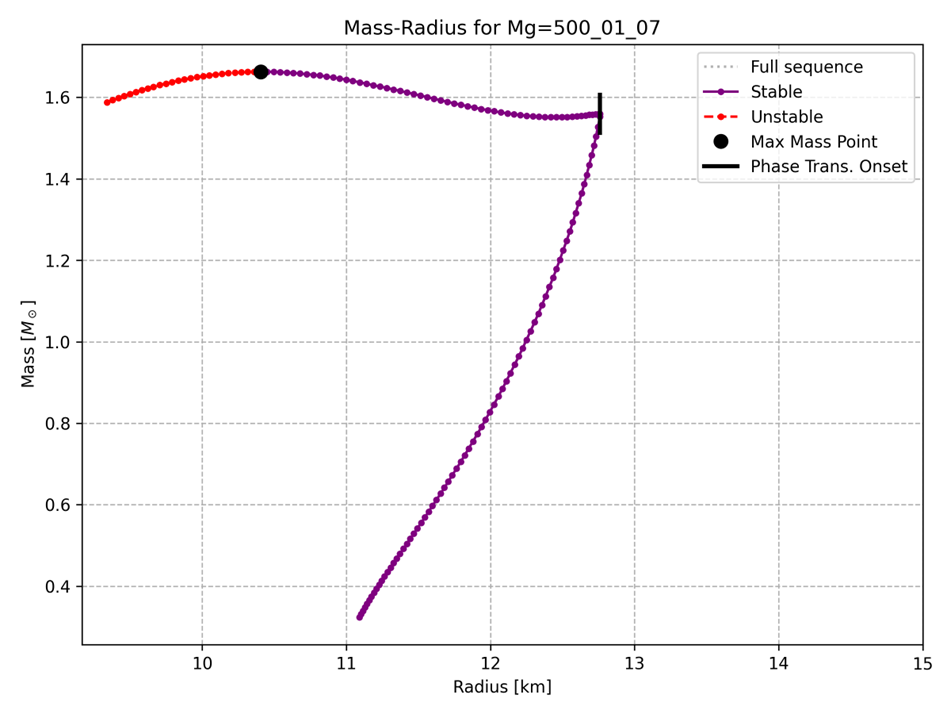 Mass-Radius for Mg=500_01_07
Full sequence
Stable
Unstable
Max Mass Point
Phase Trans. Onset
1.6
1.4
1.2
1.0
0.8
0.6
0.4
Mass [M⊙]
10 11 12 13 14 15
Radius [km]